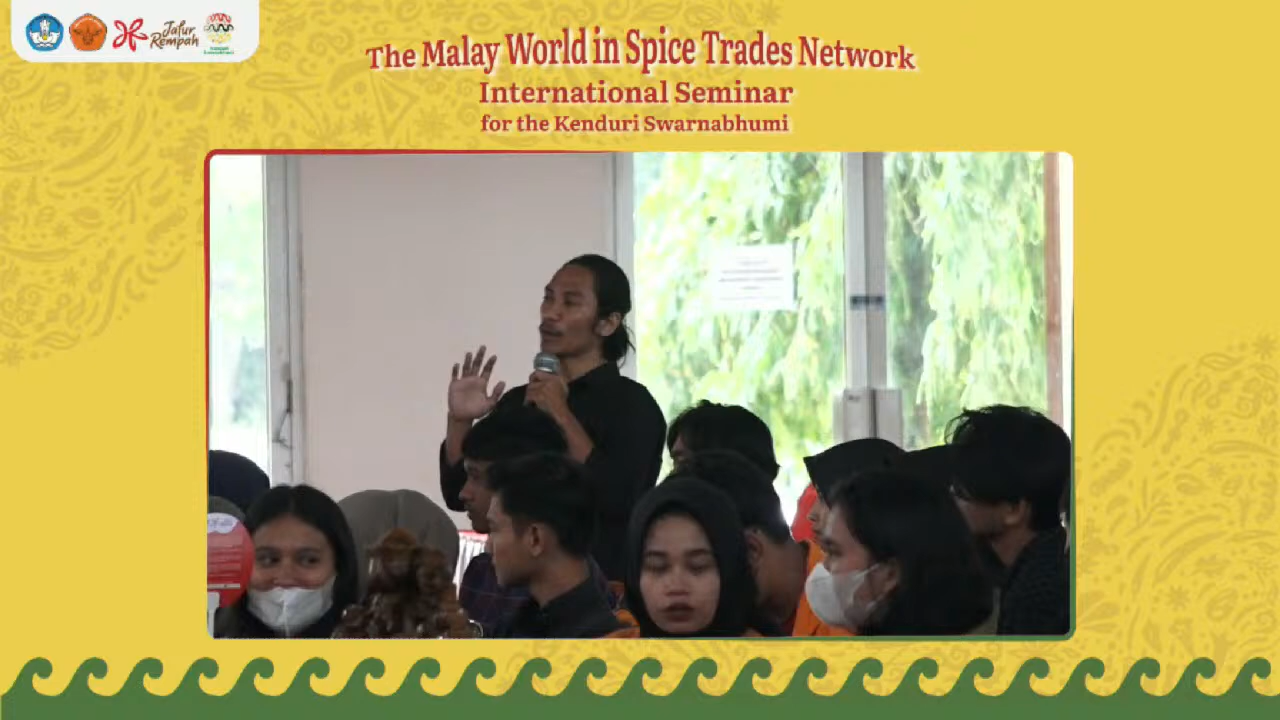 Jalur
Rempah
The Malay World in Spice Trades Network
International Seminar
for the Kenduri Swarnabhumi